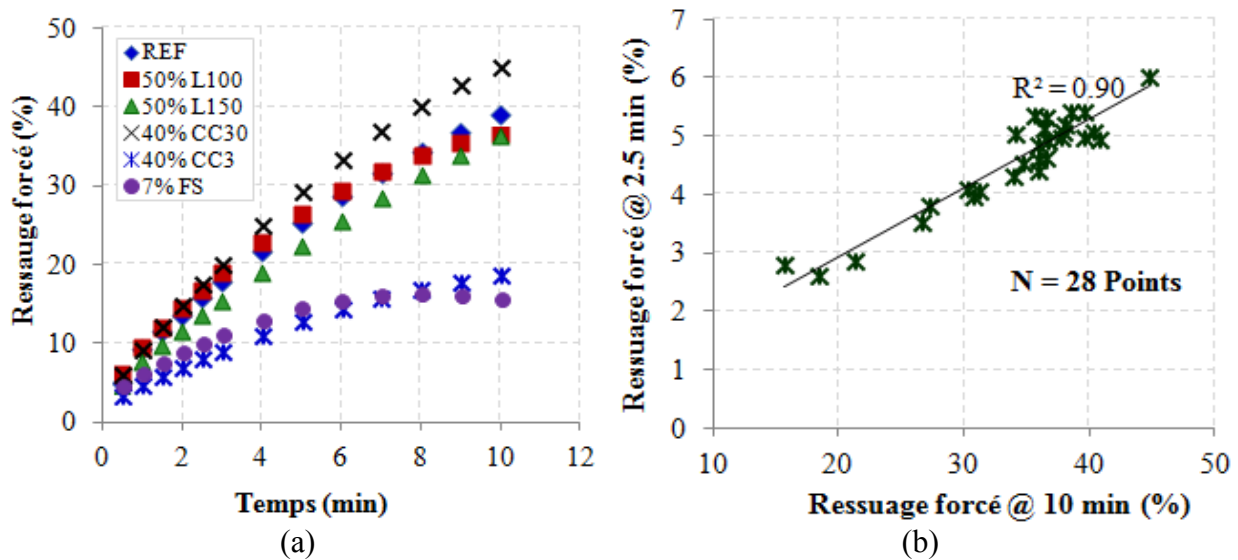 50
40
30
20
10
0
Ressauge forcé (%)
REF
50% L100
50% L150
40% CC30
40% CC3
7% FS
0 2 4 6 8 10 12
Temps (min)
(a)
7
6
5
4
3
2
1
0
Ressuage forcé @ 2.5 min (%)
R² = 0.90
N = 28 Points
10 20 30 40 50
Ressuage forcé @ 10 min (%)
(b)